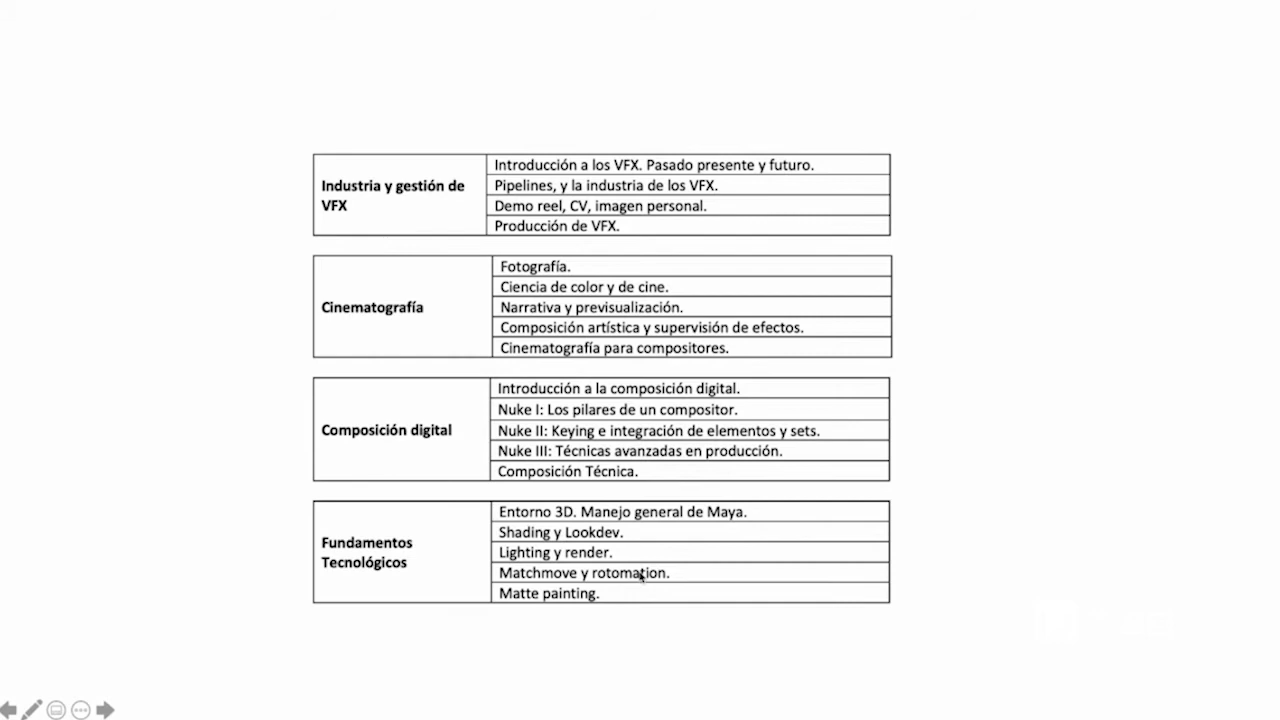 Industria y gestión de
VFX
Introducción a los VFX. Pasado presente y futuro.
Pipelines, y la industria de los VFX.
Demo reel, CV, imagen personal.
Producción de VFX.
Cinematografía
Fotografía.
Ciencia de color y de cine.
Narrativa y previsualización.
Composición artística y supervisión de efectos.
Cinematografía para compositores.
Composición digital
Introducción a la composición digital.
Nuke I: Los pilares de un compositor.
Nuke II: Keying e integración de elementos y sets.
Nuke III: Técnicas avanzadas en producción.
Composición Técnica.
Fundamentos
Tecnológicos
Entorno 3D. Manejo general de Maya.
Shading y Lookdev.
Lighting y render.
Matchmove y rotomation.
Matte painting.